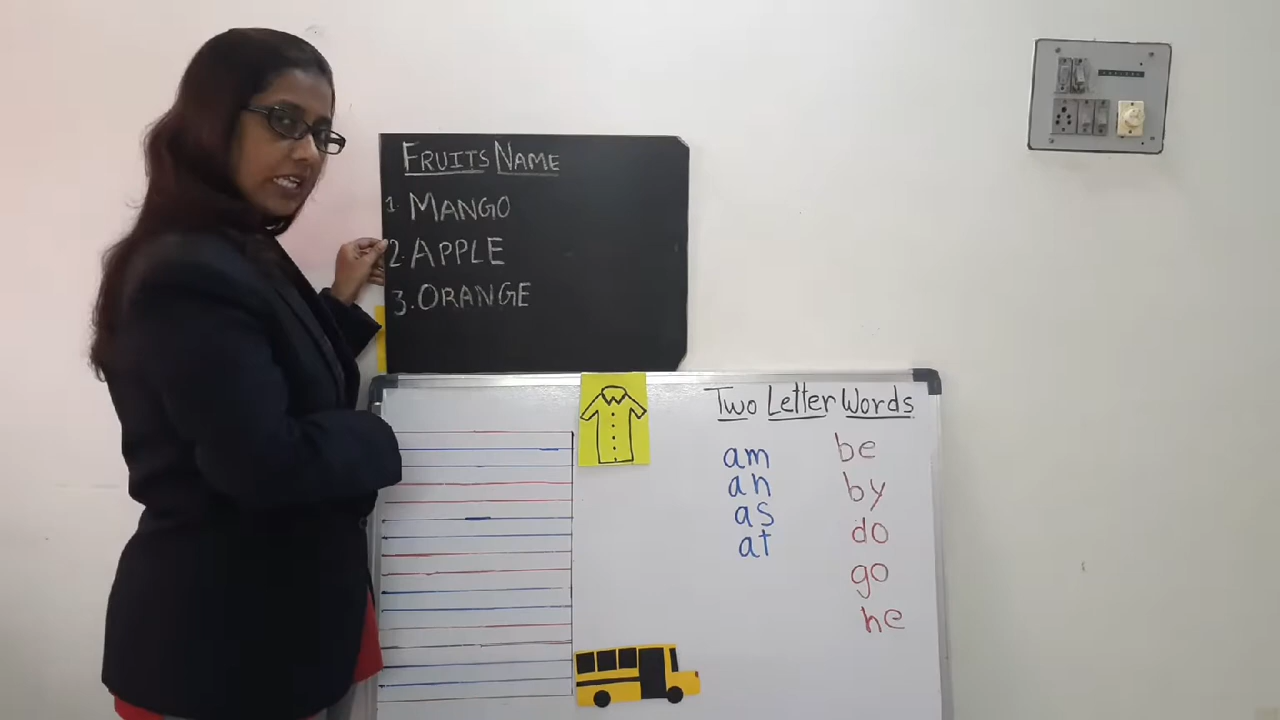 FRUITS NAME
1. MANGO
2. APPLE
3. ORANGE
Two Letter Words
am
an
as
at
be
by
do
go
he